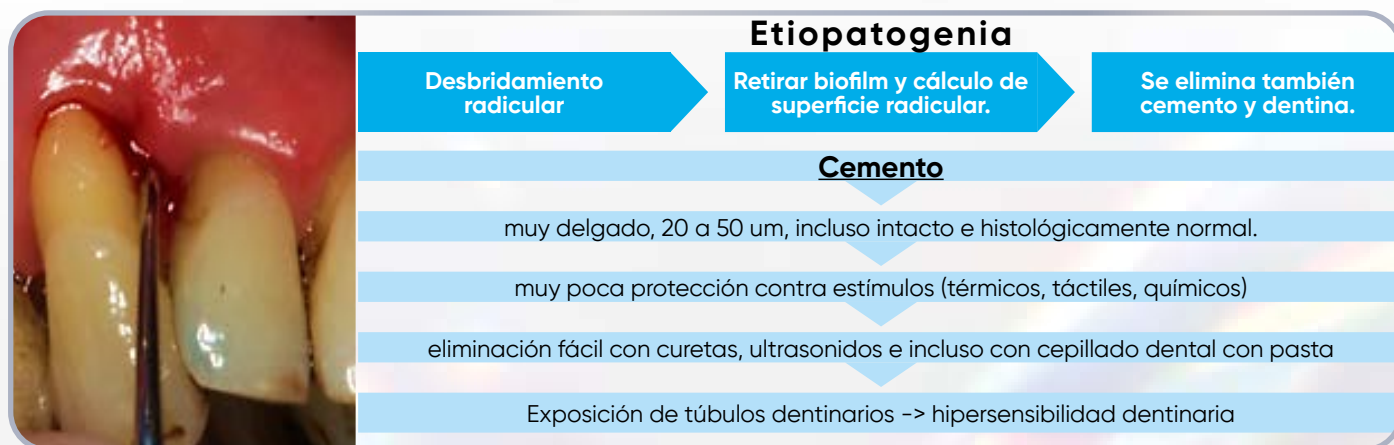 Etiopatogenia
Desbridamiento
radicular
Retirar biofilm y cálculo de
superficie radicular.
Se elimina también
cemento y dentina.
Cemento
muy delgado, 20 a 50 um, incluso intacto e histológicamente normal.
muy poca protección contra estímulos (térmicos, táctiles, químicos)
eliminación fácil con curetas, ultrasonidos e incluso con cepillado dental con pasta
Exposición de túbulos dentinarios -> hipersensibilidad dentinaria